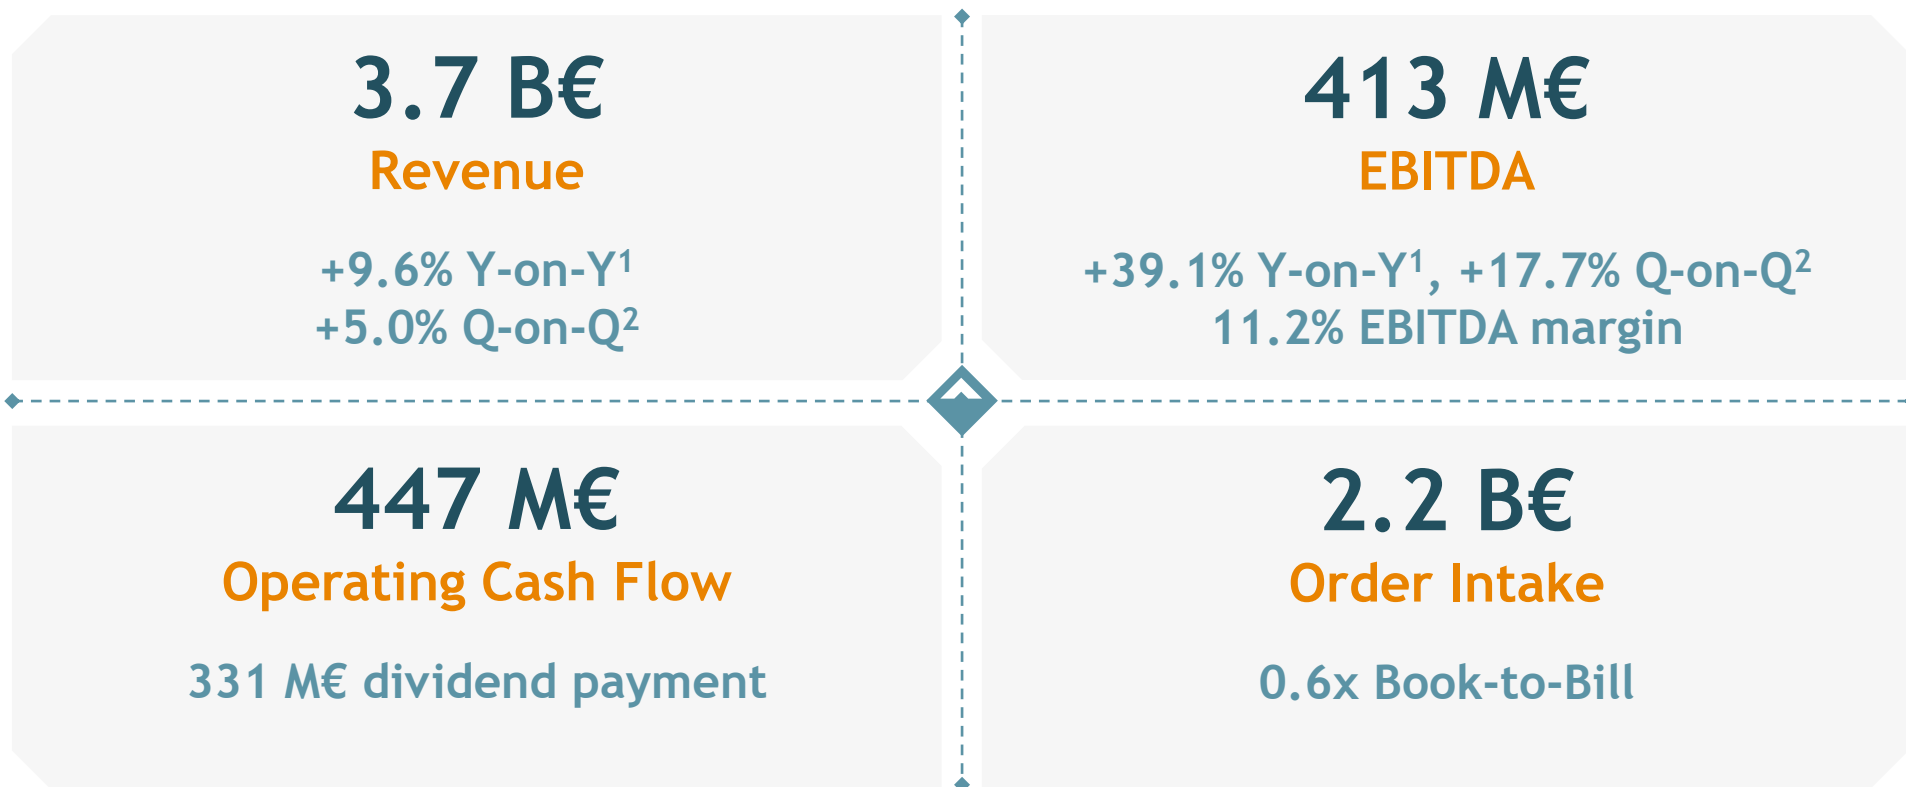 3.7 B€
Revenue
+9.6% Y-on-Y¹
+5.0% Q-on-Q²
413 M€
EBITDA
+39.1% Y-on-Y¹, +17.7% Q-on-Q²
11.2% EBITDA margin
447 M€
Operating Cash Flow
331 M€ dividend payment
2.2 B€
Order Intake
0.6x Book-to-Bill